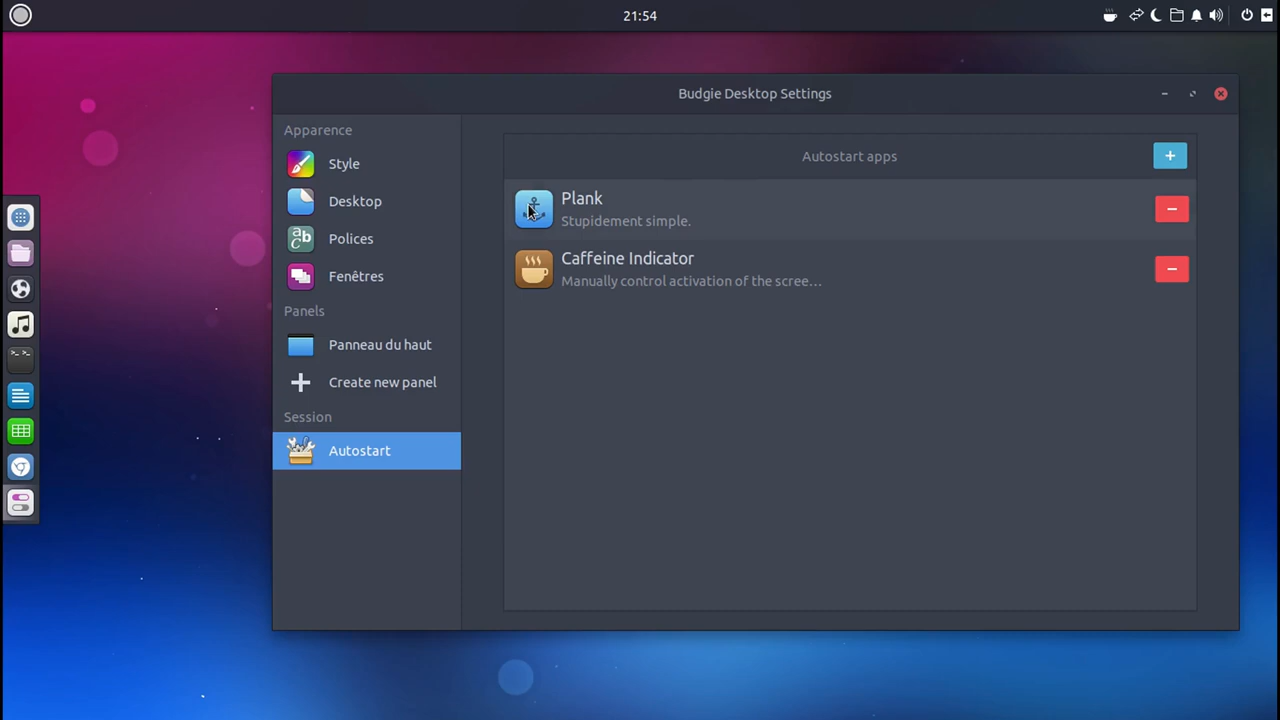 21:54
Budgie Desktop Settings
Apparence
Style
Desktop
Polices
Fenêtres
Panels
Panneau du haut
Create new panel
Session
Autostart
Autostart apps
Plank
Stupidement simple.
Caffeine Indicator
Manually control activation of the scree…